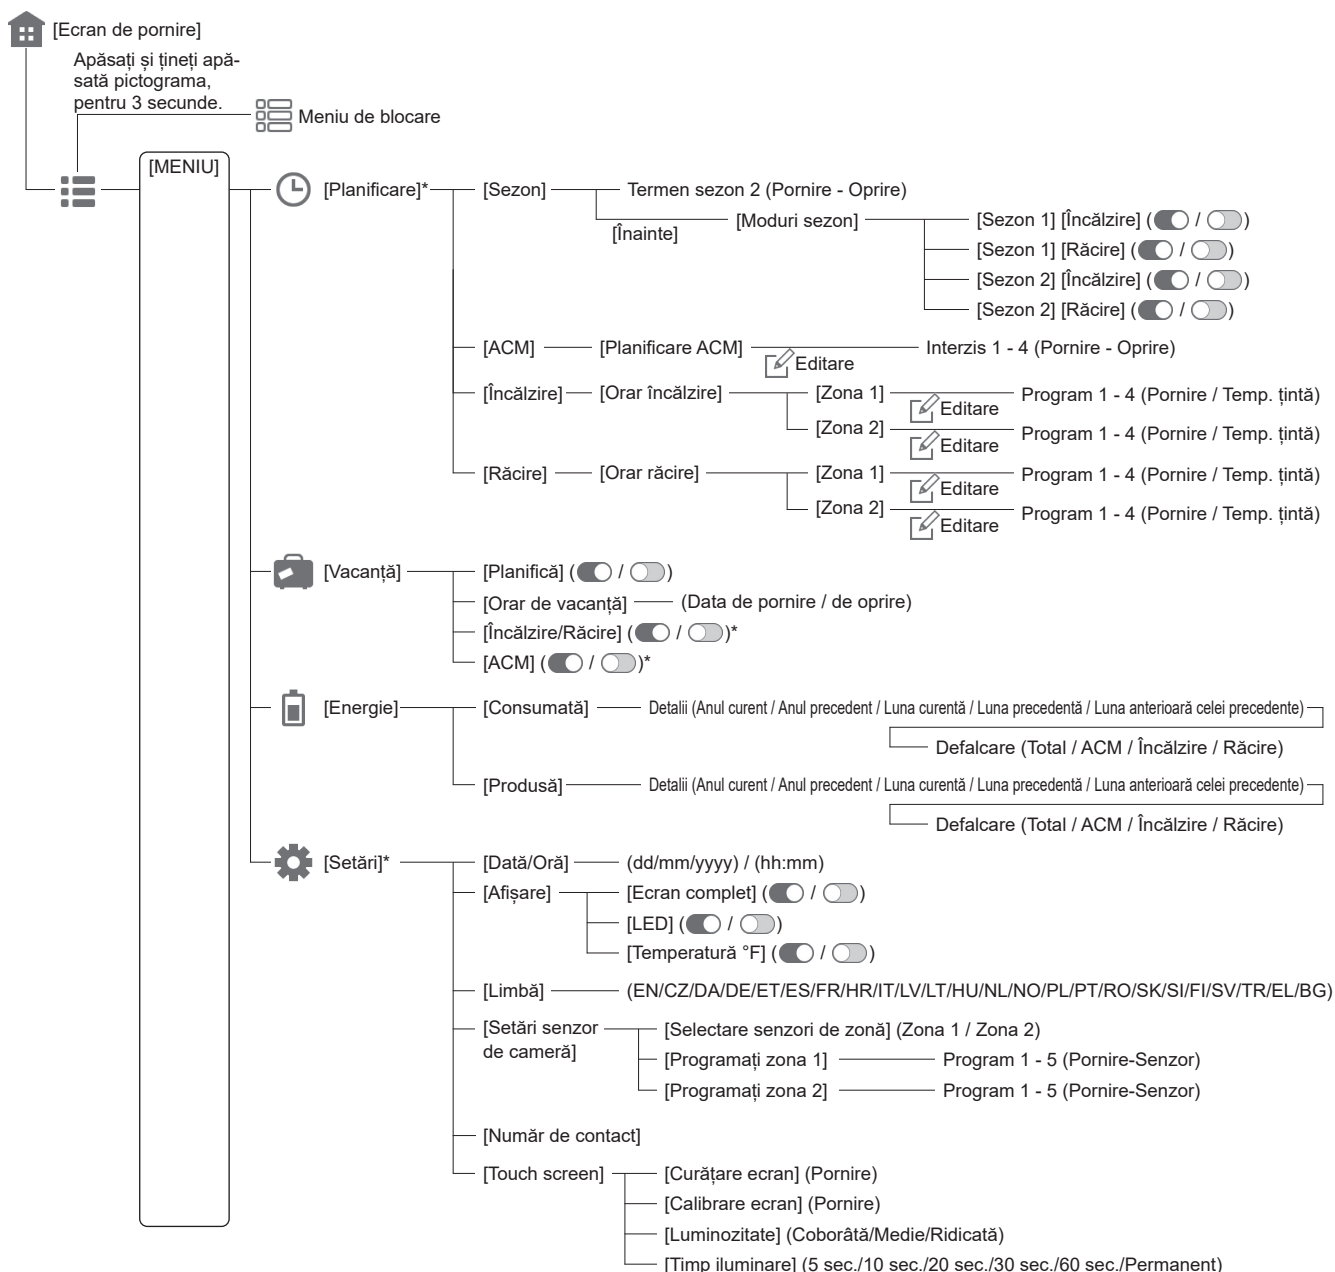 [Ecran de pornire]
Apăsați și țineți apă-
sată pictograma,
pentru 3 secunde.
Meniu de blocare
[MENIU]
[Planificare]*
[Sezon]
Termen sezon 2 (Pornire - Oprire)
[Înainte]
[Moduri sezon]
[Sezon 1] [Încălzire] ( / )
[Sezon 1] [Răcire] ( / )
[Sezon 2] [Încălzire] ( / )
[Sezon 2] [Răcire] ( / )
[ACM]
[Planificare ACM]
Editare
Interzis 1 - 4 (Pornire - Oprire)
[Încălzire]
[Orar încălzire]
[Zona 1]
Editare
Program 1 - 4 (Pornire / Temp. țintă)
[Zona 2]
Editare
Program 1 - 4 (Pornire / Temp. țintă)
[Răcire]
[Orar răcire]
[Zona 1]
Editare
Program 1 - 4 (Pornire / Temp. țintă)
[Zona 2]
Editare
Program 1 - 4 (Pornire / Temp. țintă)
[Vacanță]
[Planifică] ( / )
[Orar de vacanță]
(Data de pornire / de oprire)
[Încălzire/Răcire] ( / )*
[ACM] ( / )*
[Energie]
[Consumată]
Detalii (Anul curent / Anul precedent / Luna curentă / Luna precedentă / Luna anterioară celei precedente)
Defalcare (Total / ACM / Încălzire / Răcire)
[Produsă]
Detalii (Anul curent / Anul precedent / Luna curentă / Luna precedentă / Luna anterioară celei precedente)
Defalcare (Total / ACM / Încălzire / Răcire)
[Setări]*
[Dată/Oră]
(dd/mm/yyyy) / (hh:mm)
[Afișare]
[Ecran complet] ( / )
[LED] ( / )
[Temperatură °F] ( / )
[Limbă]
(EN/CZ/DA/DE/ET/ES/FR/HR/IT/LV/LT/HU/NL/NO/PL/PT/RO/SK/SI/FI/SV/TR/EL/BG)
[Setări senzor
de cameră]
[Selectare senzori de zonă] (Zona 1 / Zona 2)
[Programați zona 1]
Program 1 - 5 (Pornire-Senzor)
[Programați zona 2]
Program 1 - 5 (Pornire-Senzor)
[Număr de contact]
[Touch screen]
[Curățare ecran] (Pornire)
[Calibrare ecran] (Pornire)
[Luminozitate] (Coborâtă/Medie/Ridicată)
[Timp iluminare] (5 sec./10 sec./20 sec./30 sec./60 sec./Permanent)